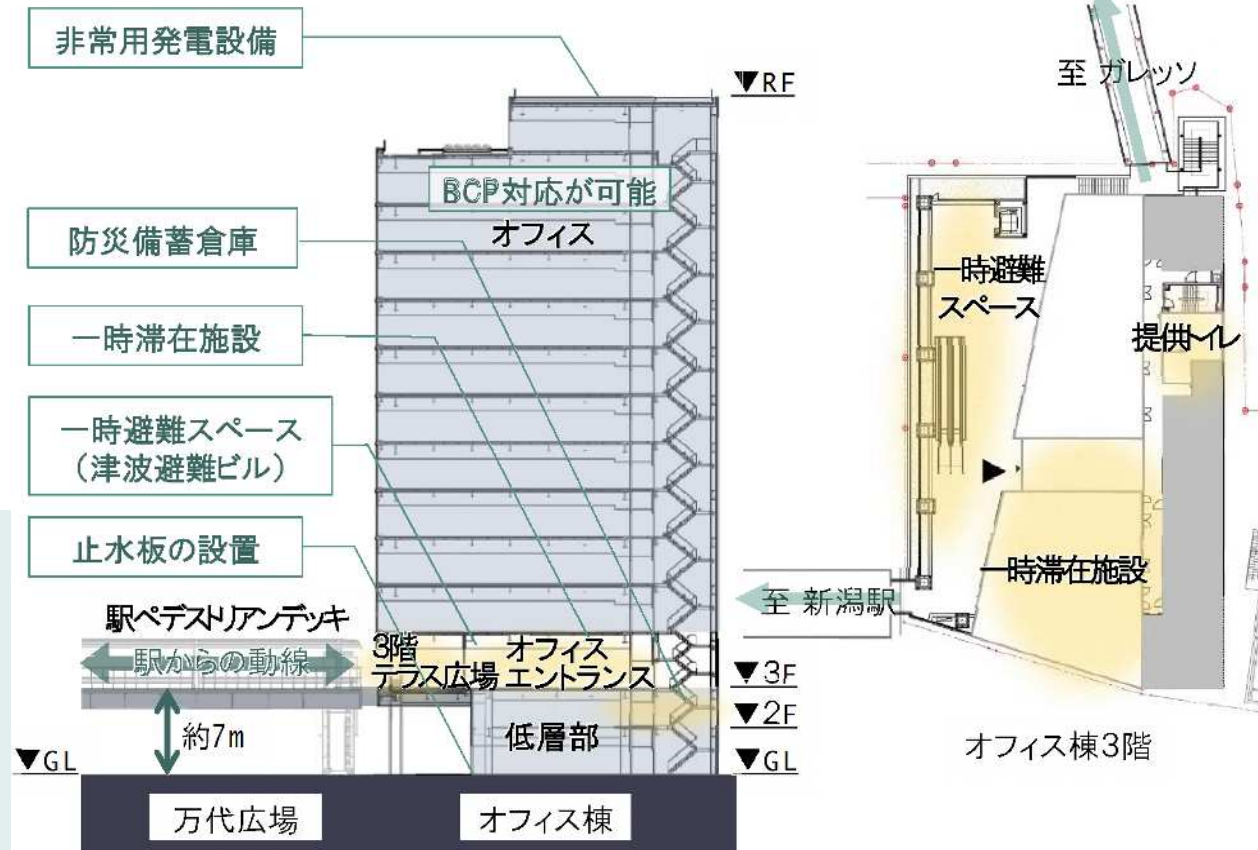 非常用発電設備
▼RF
BCP対応が可能
オフィス
防災備蓄倉庫
一時滞在施設
一時避難スペース
（津波避難ビル）
止水板の設置
駅ペデストリアンデッキ
駅からの動線
3階
テラス広場
オフィス
エントランス
▼3F
▼2F
約7m
低層部
▼GL
▼GL
万代広場
オフィス棟
至 ガレッソ
一時避難
スペース
提供トイレ
一時滞在施設
至 新潟駅
オフィス棟3階